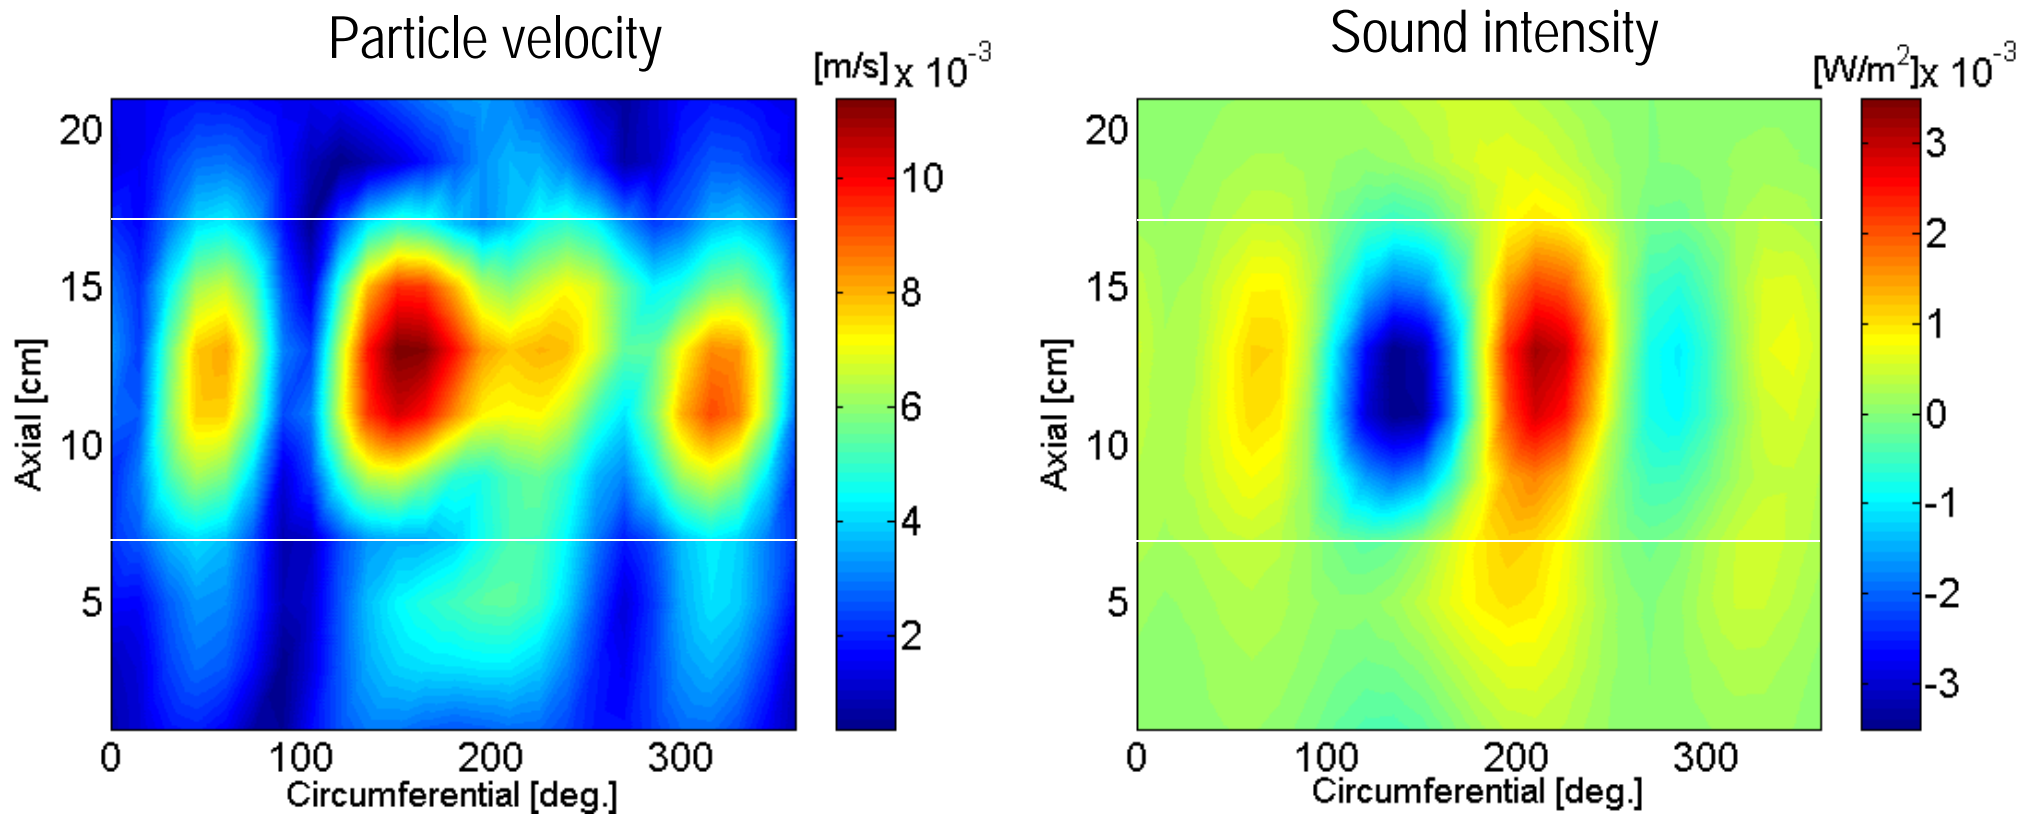 Particle velocity
[m/s] x 10^-3
20
15
10
5
Axial [cm]
0 100 200 300
Circumferential [deg.]
10
8
6
4
2
Sound intensity
[W/m^2] x 10^-3
20
15
10
5
Axial [cm]
0 100 200 300
Circumferential [deg.]
3
2
1
0
-1
-2
-3